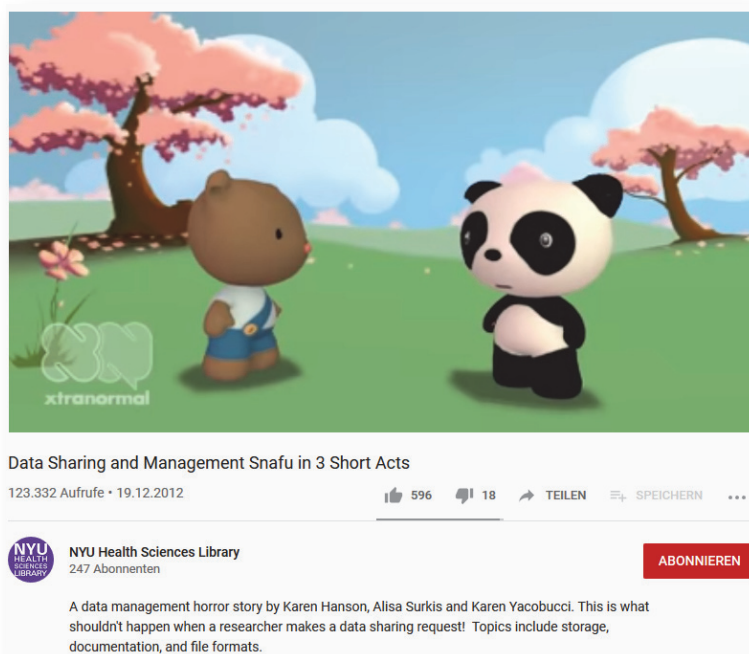 xtranormal
Data Sharing and Management Snafu in 3 Short Acts
123.332 Aufrufe • 19.12.2012
596 18 TEILEN SPEICHERN ...
NYU
HEALTH
SCIENCES
LIBRARY
NYU Health Sciences Library
247 Abonnenten
ABONNIEREN
A data management horror story by Karen Hanson, Alisa Surkis and Karen Yacobucci. This is what
shouldn't happen when a researcher makes a data sharing request! Topics include storage,
documentation, and file formats.